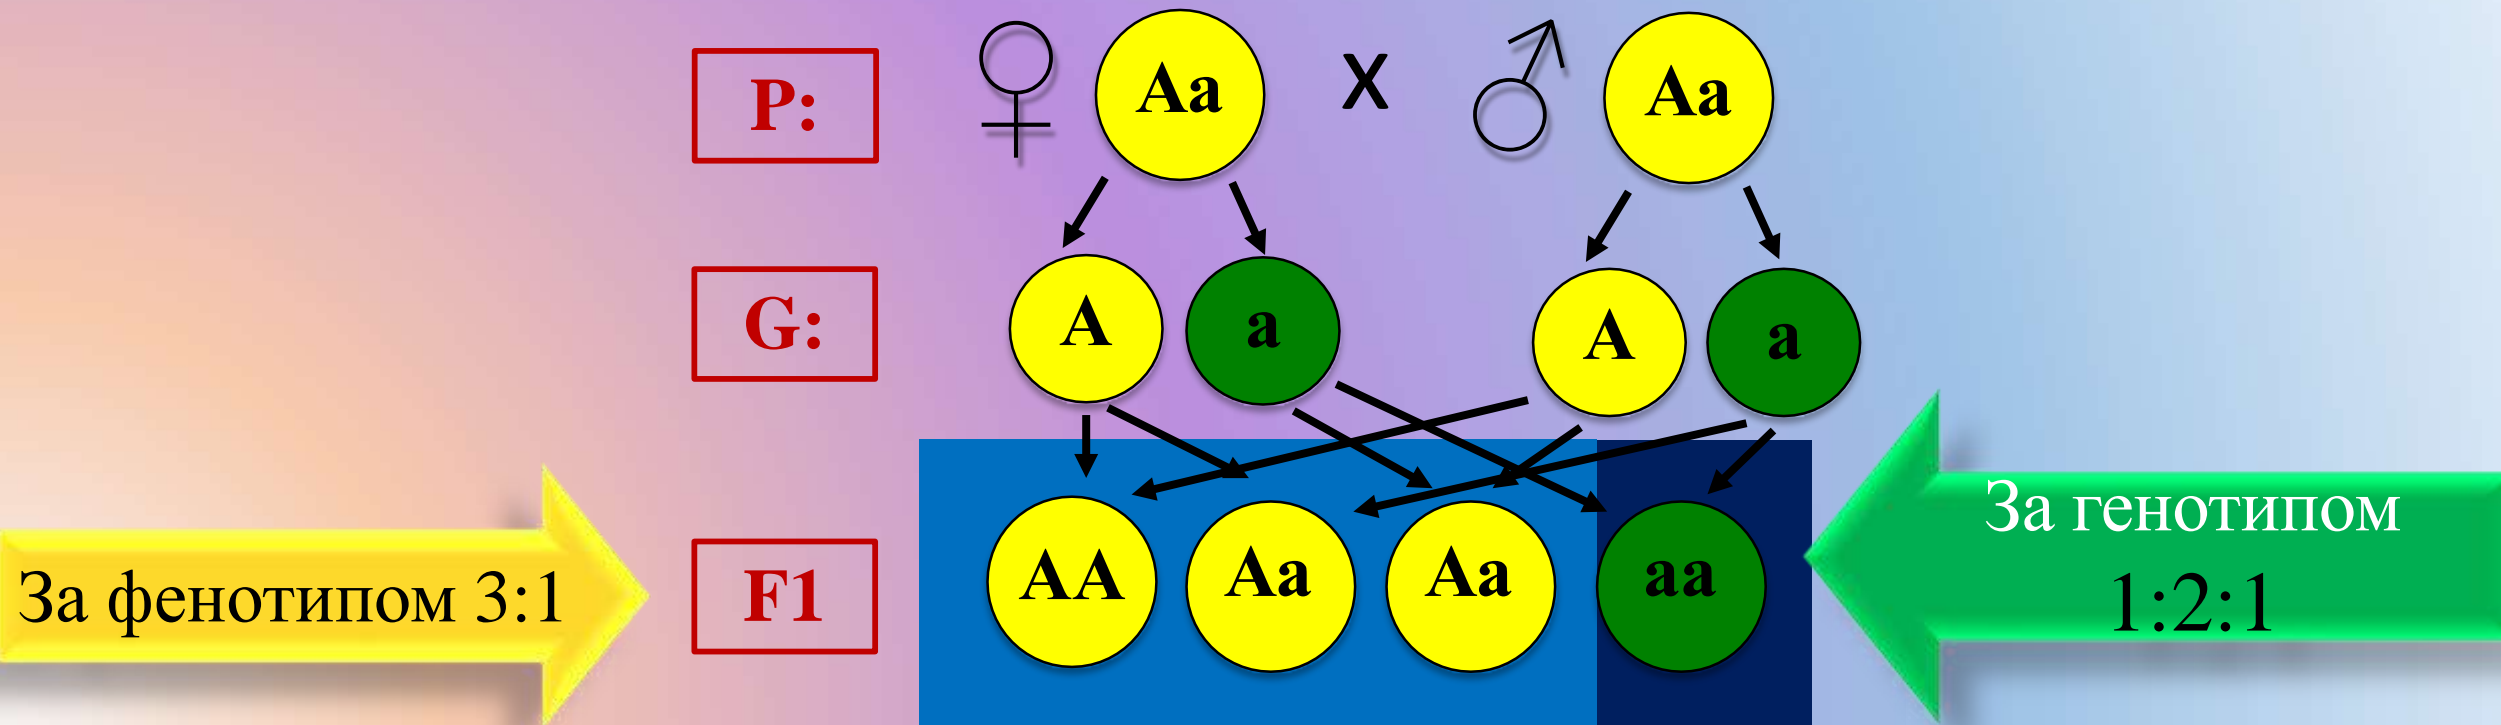 P:
Aa
X
Aa
G:
A
a
A
a
За фенотипом 3:1
F1
AA
Aa
Aa
aa
За генотипом
1:2:1